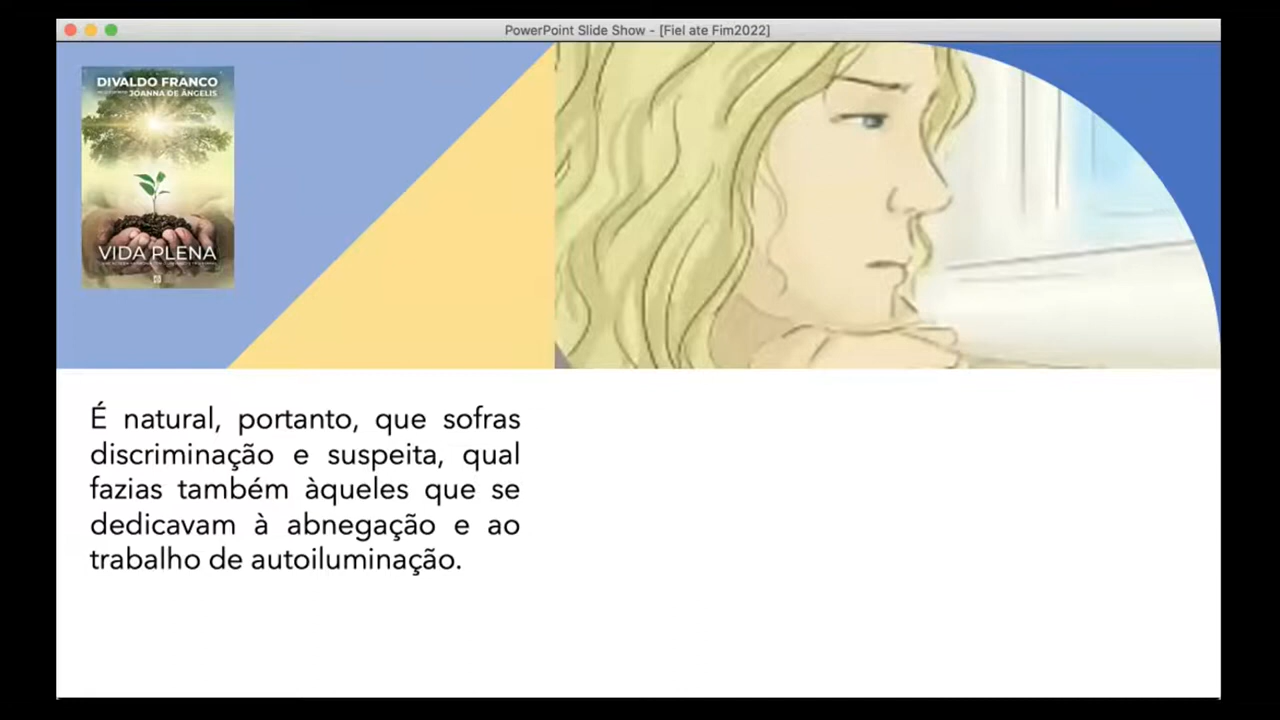 PowerPoint Slide Show - [Fiel ate Fim2022]
DIVALDO FRANCO
JOANNA DE ÂNGELIS
VIDA PLENA
É natural, portanto, que sofras
discriminação e suspeita, qual
fazias também àqueles que se
dedicavam à abnegação e ao
trabalho de autoiluminação.